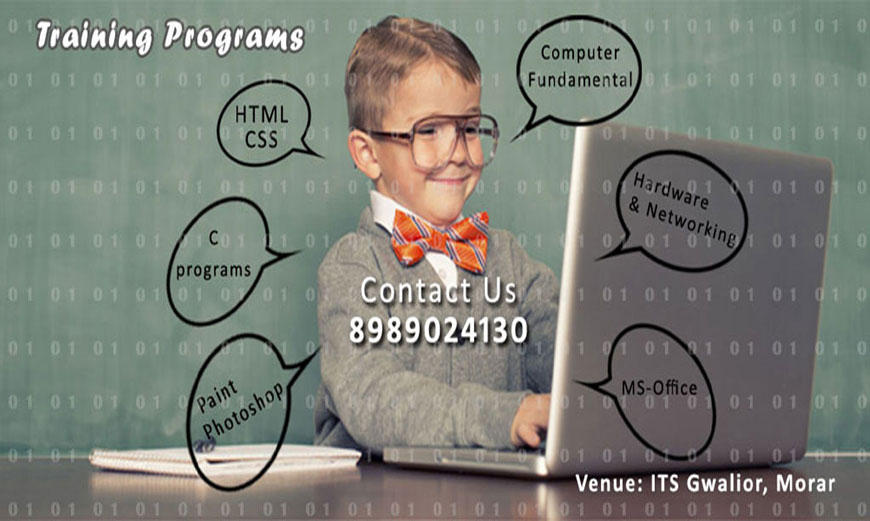 Training Programs
Computer
Fundamental
HTML
CSS
Hardware
& Networking
C
programs
Contact Us
8989024130
Paint
Photoshop
MS-Office
Venue: ITS Gwalior, Morar